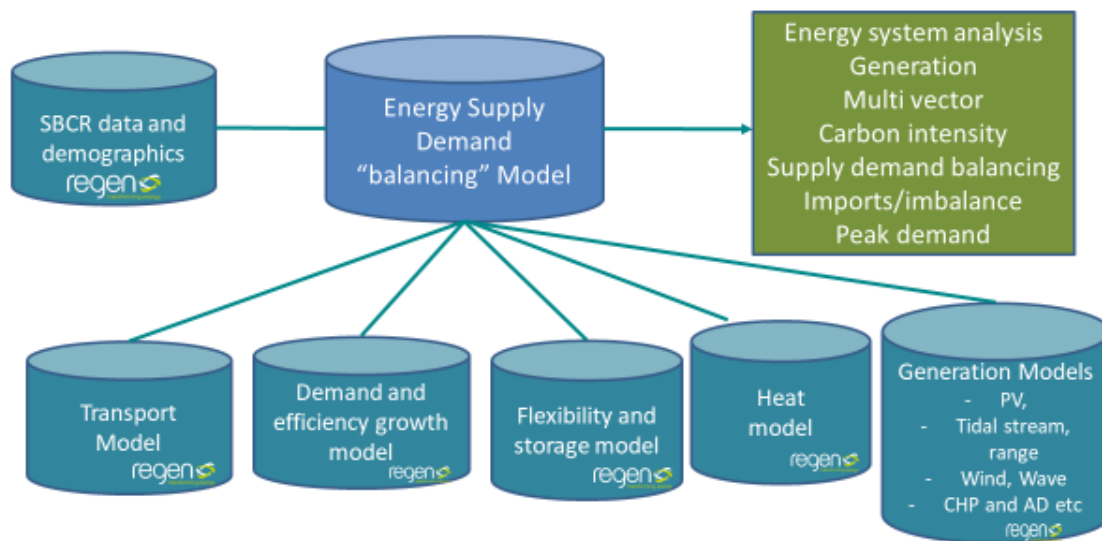 SBCR data and
demographics
regen
Energy Supply
Demand
“balancing” Model
Energy system analysis
Generation
Multi vector
Carbon intensity
Supply demand balancing
Imports/imbalance
Peak demand
Transport
Model
regen
Demand and
efficiency growth
model
regen
Flexibility and
storage model
regen
Heat
model
regen
Generation Models
- PV,
- Tidal stream,
range
- Wind, Wave
- CHP and AD etc
regen